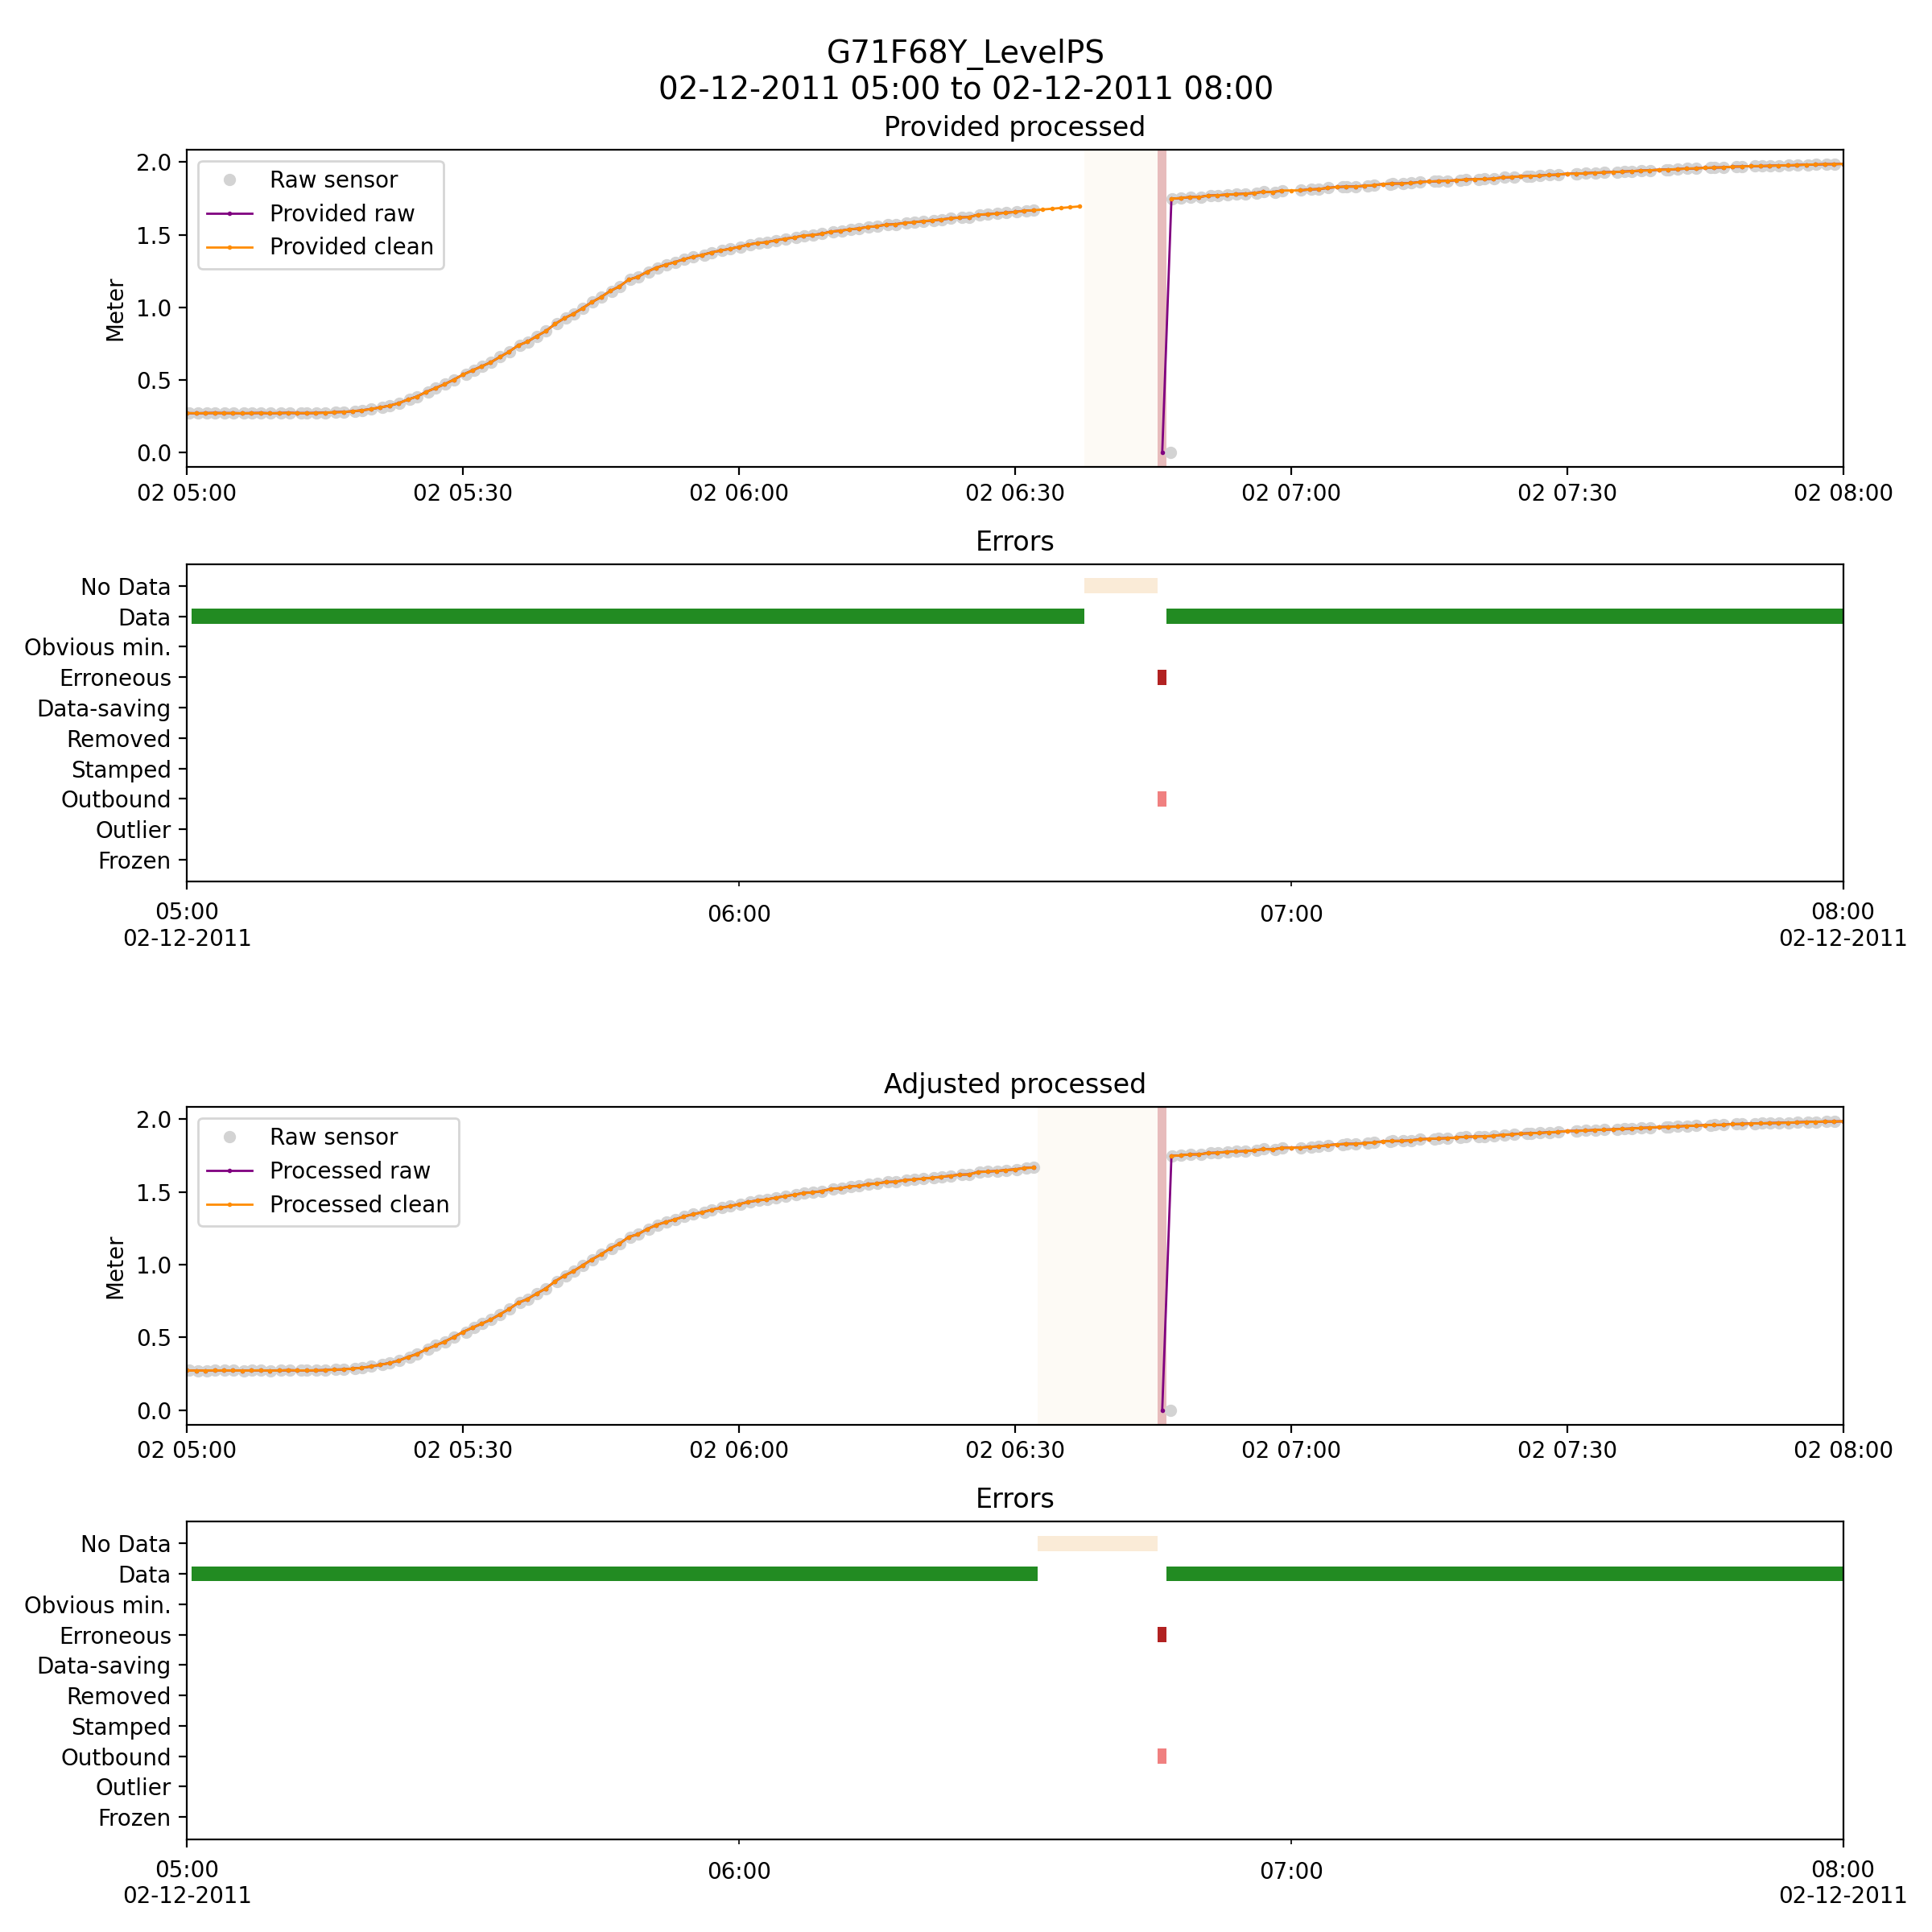 G71F68Y_LevelPS
02-12-2011 05:00 to 02-12-2011 08:00
Provided processed
Raw sensor
Provided raw
Provided clean
Meter
2.0
1.5
1.0
0.5
0.0
02 05:00 02 05:30 02 06:00 02 06:30 02 07:00 02 07:30 02 08:00
Errors
No Data
Data
Obvious min.
Erroneous
Data-saving
Removed
Stamped
Outbound
Outlier
Frozen
05:00 06:00 07:00 08:00
02-12-2011 02-12-2011
Adjusted processed
Raw sensor
Processed raw
Processed clean
Meter
2.0
1.5
1.0
0.5
0.0
02 05:00 02 05:30 02 06:00 02 06:30 02 07:00 02 07:30 02 08:00
Errors
No Data
Data
Obvious min.
Erroneous
Data-saving
Removed
Stamped
Outbound
Outlier
Frozen
05:00 06:00 07:00 08:00
02-12-2011 02-12-2011